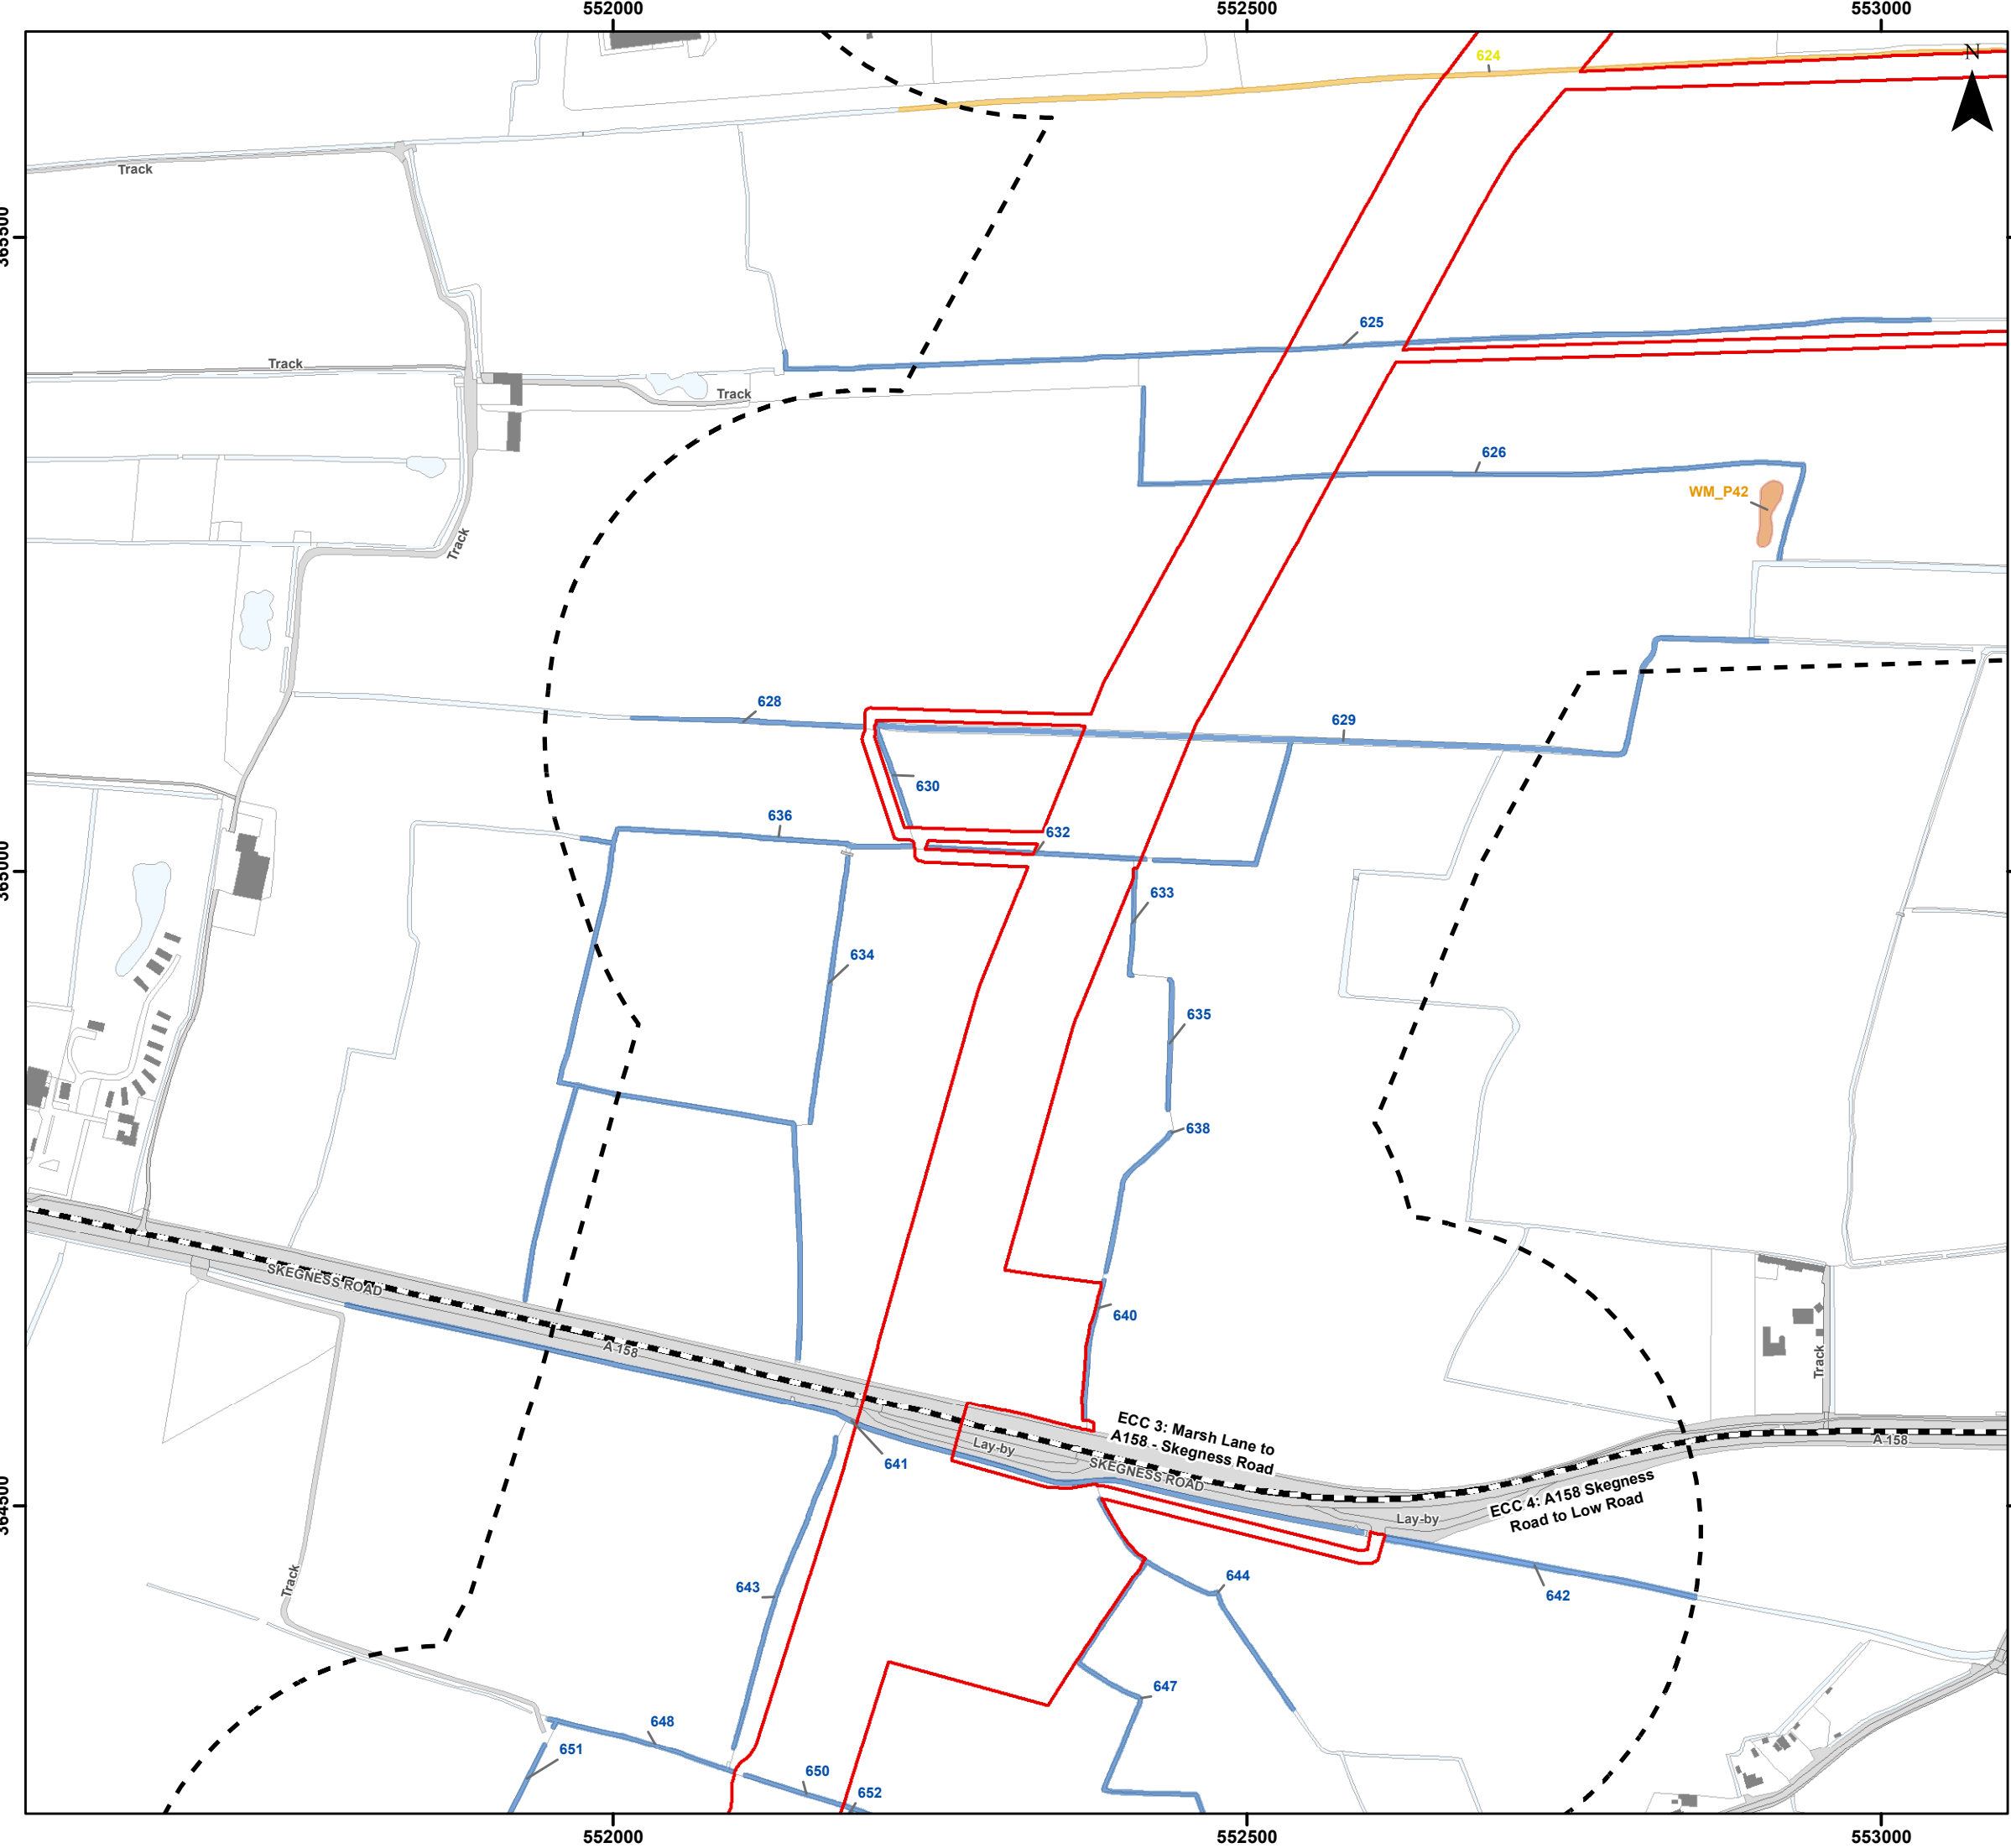 552000
552500
553000
624
N
Track
365500
625
Track
Track
626
WM_P42
Track
628
629
630
636
632
365000
633
634
635
638
SKEGNESS ROAD
640
A 158
Track
ECC 3: Marsh Lane to
A158 - Skegness Road
Lay-by
A 158
641
SKEGNESS ROAD
364500
ECC 4: A158 Skegness
Road to Low Road
Lay-by
Track
643
644
642
647
648
651
650
652
552000
552500
553000